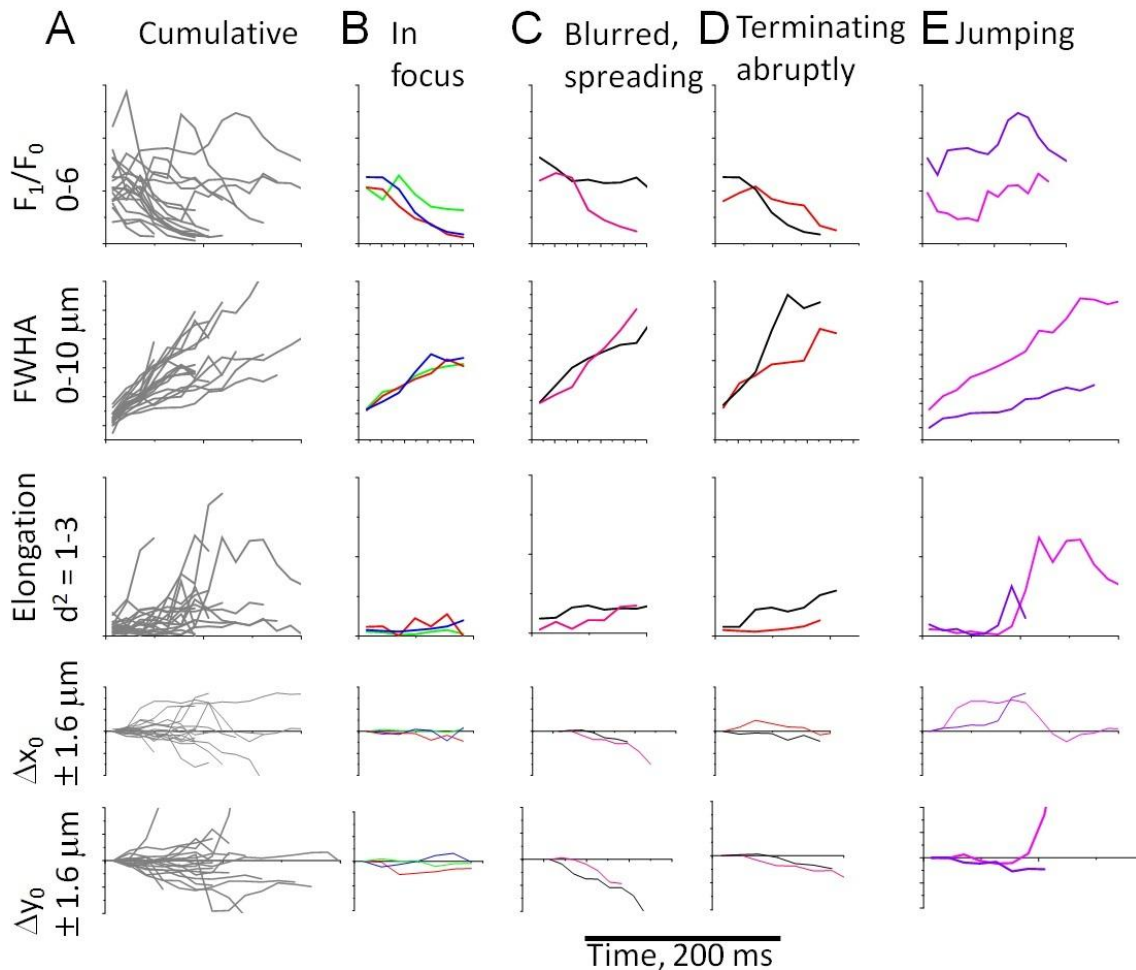 A Cumulative
B In
focus
C Blurred,
spreading
D Terminating
abruptly
E Jumping
F₁/F₀
0-6
FWHA
0-10 µm
Elongation
d² = 1-3
Δx₀
± 1.6 µm
Δy₀
± 1.6 µm
Time, 200 ms